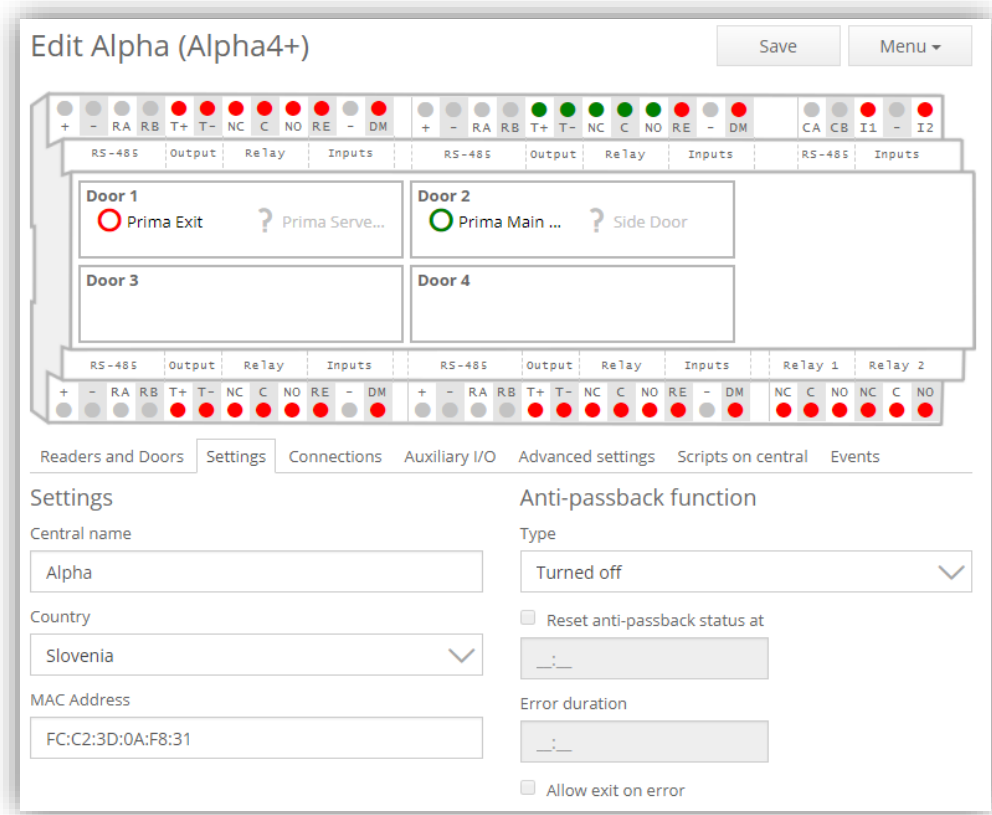 Edit Alpha (Alpha4+)
Save
Menu
+ - RA RB T+ T- NC C NO RE - DM + - RA RB T+ T- NC C NO RE - DM CA CB I1 - I2
RS-485 Output Relay Inputs RS-485 Output Relay Inputs RS-485 Inputs
Door 1
Prima Exit ? Prima Serve...
Door 2
Prima Main ... ? Side Door
Door 3
Door 4
RS-485 Output Relay Inputs RS-485 Output Relay Inputs Relay 1 Relay 2
+ - RA RB T+ T- NC C NO RE - DM + - RA RB T+ T- NC C NO RE - DM NC C NO NC C NO
Readers and Doors Settings Connections Auxiliary I/O Advanced settings Scripts on central Events
Settings
Central name
Alpha
Country
Slovenia
MAC Address
FC:C2:3D:0A:F8:31
Anti-passback function
Type
Turned off
Reset anti-passback status at
__:__
Error duration
__:__
Allow exit on error